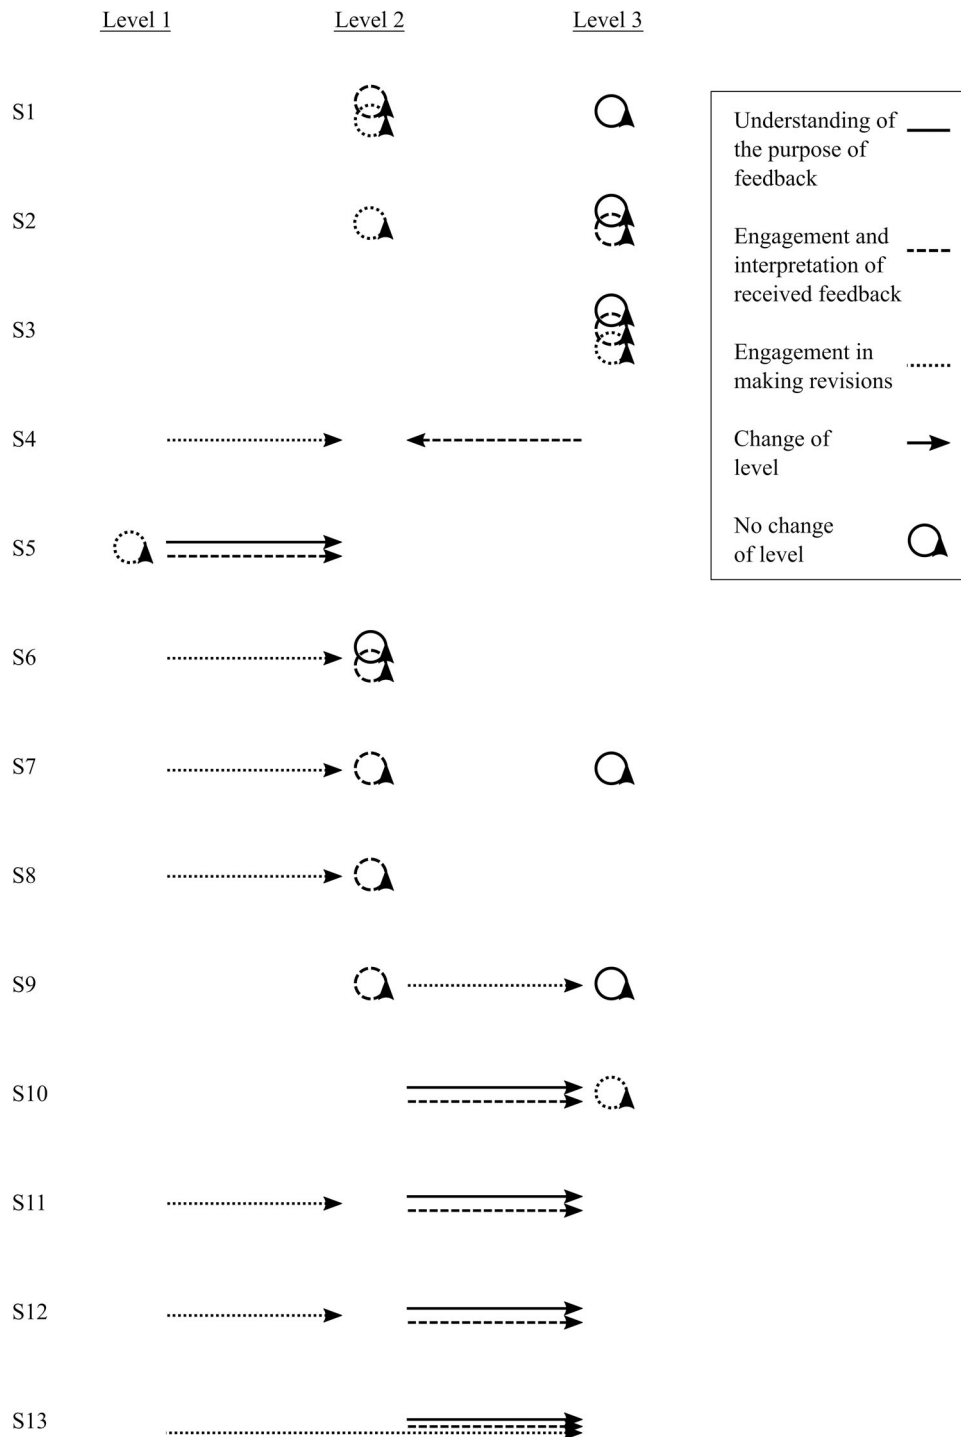 Level 1 Level 2 Level 3
S1
S2
S3
S4
S5
S6
S7
S8
S9
S10
S11
S12
S13
Understanding of
the purpose of
feedback
Engagement and
interpretation of
received feedback
Engagement in
making revisions
Change of
level
No change
of level